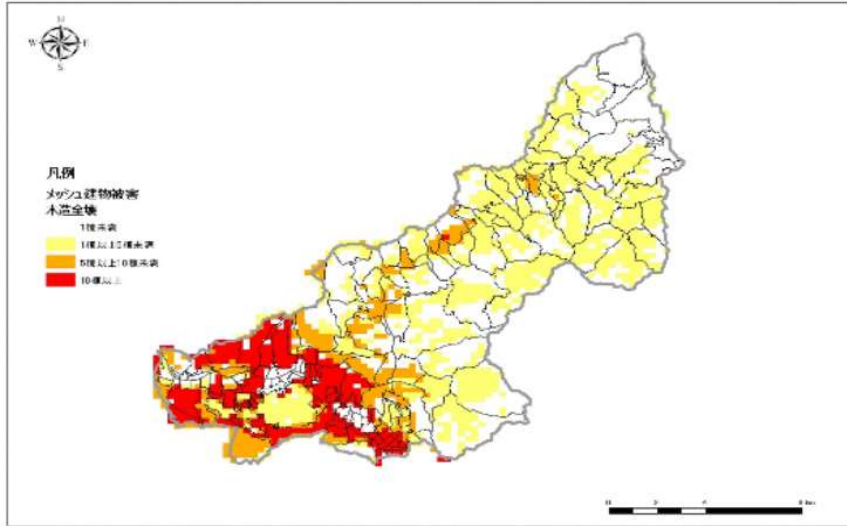 N
W E
S
凡例
メッシュ建物被害
木造全壊
1棟未満
1棟以上5棟未満
5棟以上10棟未満
10棟以上